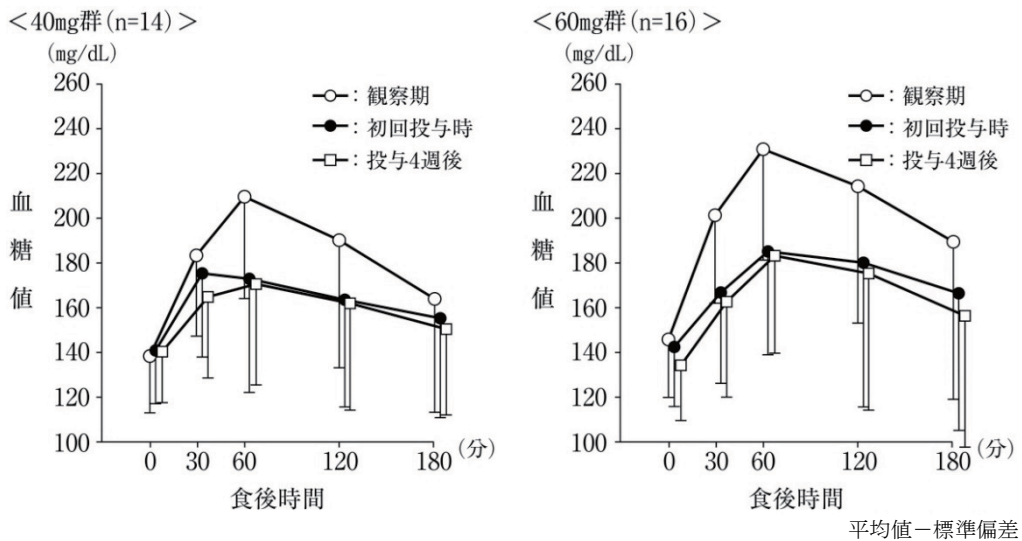 ＜40mg群(n=14)＞
(mg/dL)
260
240
220
200
180
160
140
120
100
血糖値
：観察期
：初回投与時
：投与4週後
0 30 60 120 180 (分)
食後時間
＜60mg群(n=16)＞
(mg/dL)
260
240
220
200
180
160
140
120
100
血糖値
：観察期
：初回投与時
：投与4週後
0 30 60 120 180 (分)
食後時間
平均値－標準偏差